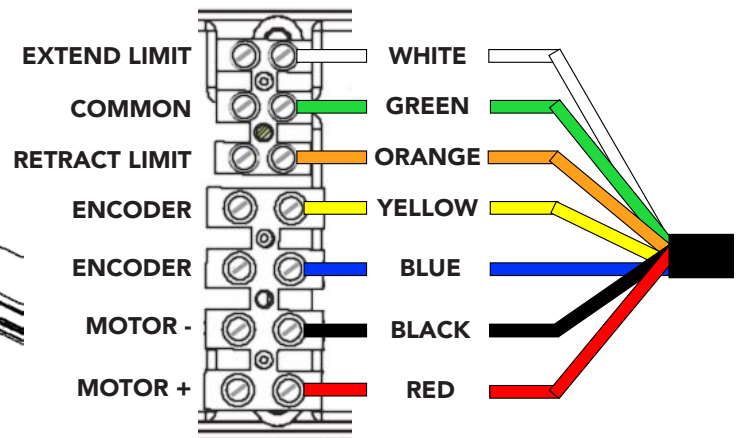 EXTEND LIMIT WHITE
COMMON GREEN
RETRACT LIMIT ORANGE
ENCODER YELLOW
ENCODER BLUE
MOTOR - BLACK
MOTOR + RED